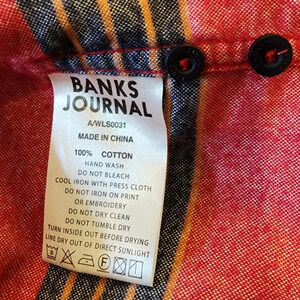 BANKS
JOURNAL
A/WLS0031
MADE IN CHINA
100% COTTON
HAND WASH
DO NOT BLEACH
COOL IRON WITH PRESS CLOTH
DO NOT IRON ON PRINT
OR EMBROIDERY
DO NOT DRY CLEAN
DO NOT TUMBLE DRY
TURN INSIDE OUT BEFORE DRYING
LINE DRY OUT OF DIRECT SUNLIGHT